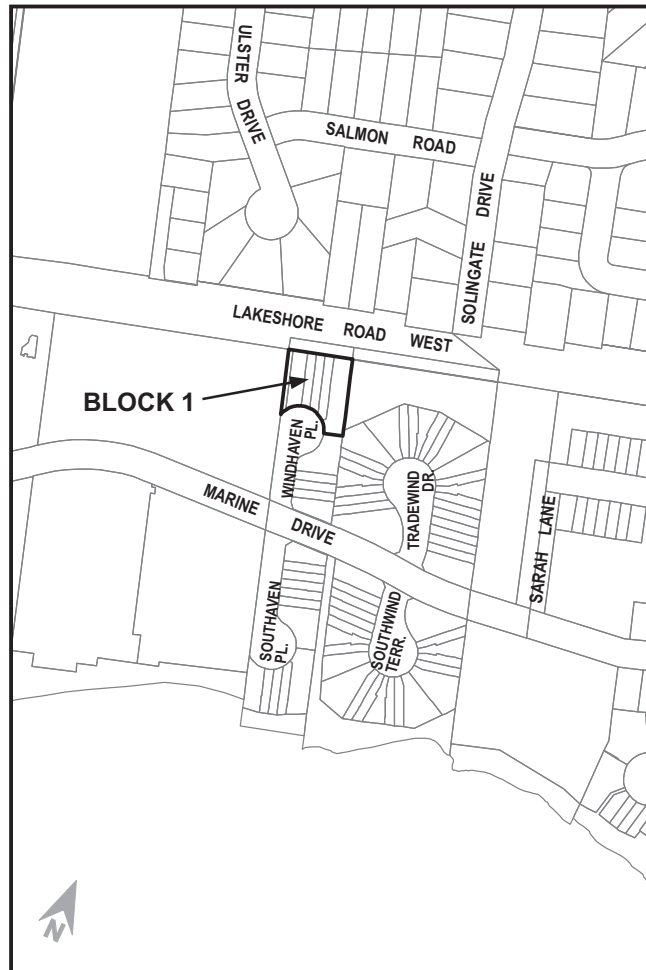 ULSTER DRIVE
SALMON ROAD
SOLINGATE DRIVE
LAKESHORE ROAD WEST
BLOCK 1
WINDHAVEN
PL.
MARINE DRIVE
TRADEWIND
DR.
SARAH LANE
SOUTHAVEN
PL.
SOUTHWIND
TERR.
N